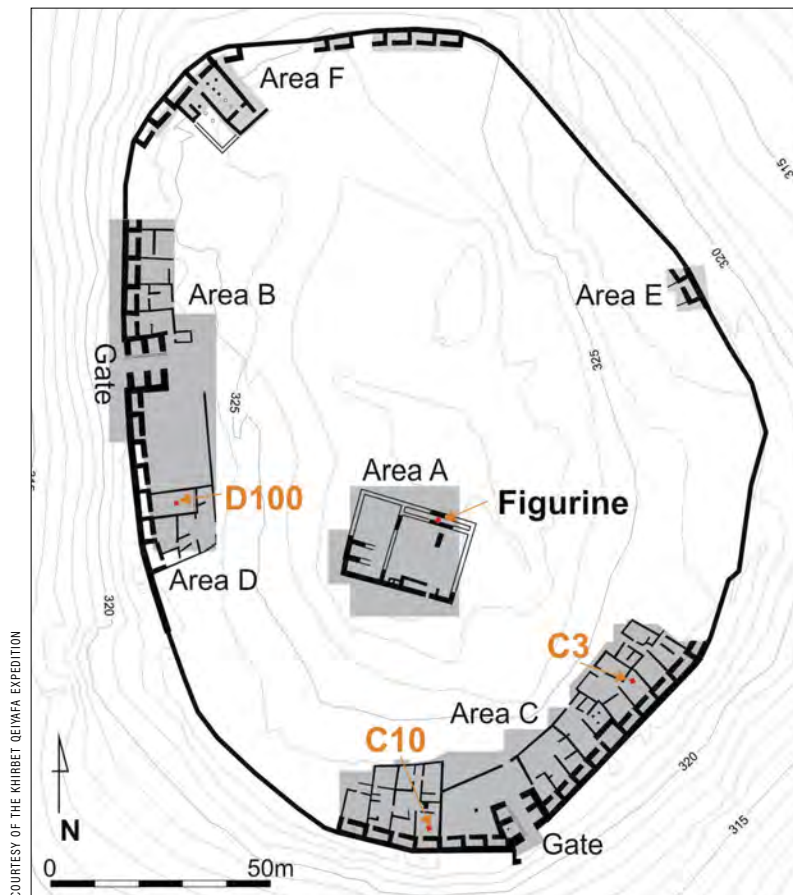 Area F
315
320
Area B
Area E
Gate
325
325
Area A
Figurine
D100
Area D
320
C3
Area C
C10
320
315
Gate
N
0 50m
COURTESY OF THE KHIRBET QEIYAFA EXPEDITION